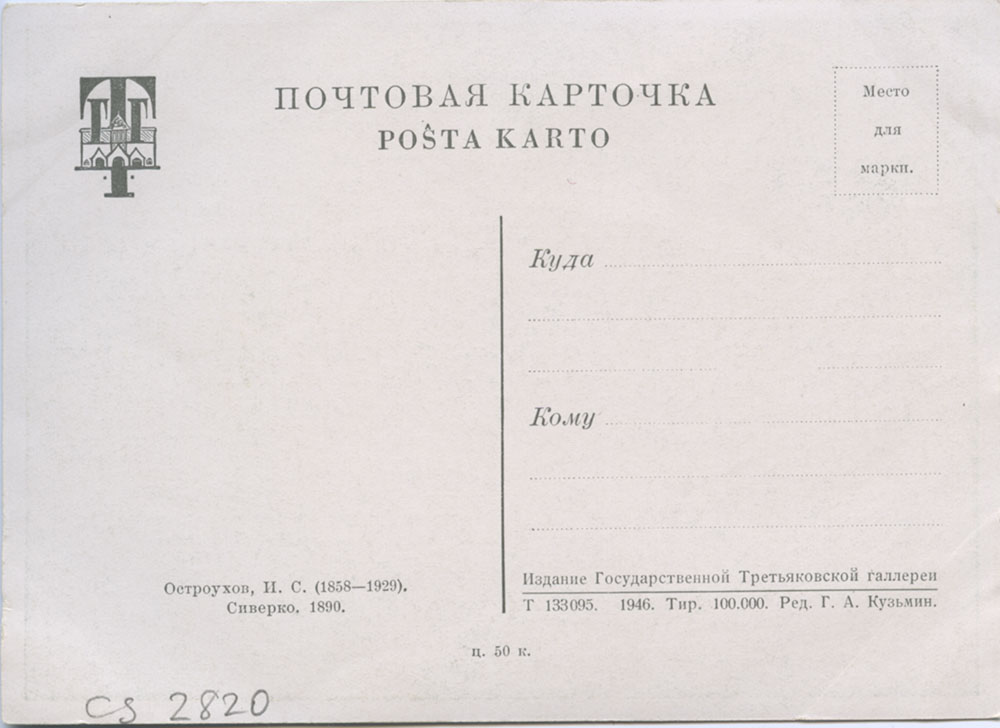 ПОЧТОВАЯ КАРТОЧКА
POŜTA KARTO
Место
для
марки.
Куда
Кому
Остроухов, И. С. (1858—1929).
Сиверко. 1890.
Издание Государственной Третьяковской галлереи
Т 133095. 1946. Тир. 100.000. Ред. Г. А. Кузьмин.
ц. 50 к.
CS 2820